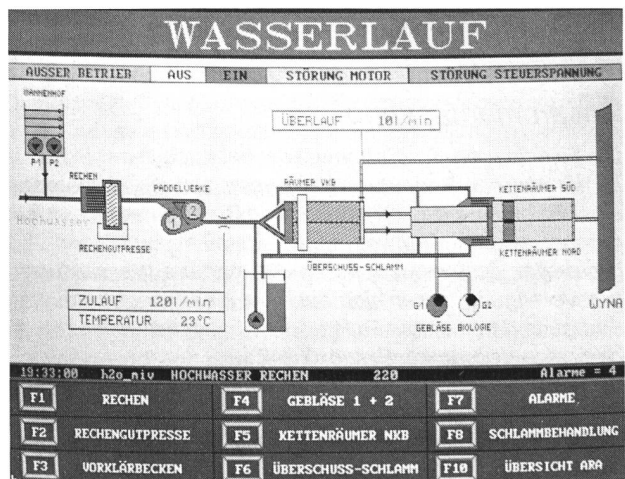 WASSERLAUF
AUSSER BETRIEB AUS EIN STÖRUNG MOTOR STÖRUNG STEUERSPANNUNG
WANNENHOF
P1 P2
ÜBERLAUF 10l/min
RECHEN
PADDELWERKE
RÄUMER VKB
KETTENRÄUMER SÜD
1 2
Hochwasser
RECHENGUTPRESSE
KETTENRÄUMER NORD
ÜBERSCHUSS-SCHLAMM
ZULAUF 120l/min
TEMPERATUR 23°C
G1 G2
WYNA
GEBLÄSE BIOLOGIE
19:33:00 h2o_niv HOCHWASSER RECHEN 220 Alarme = 4
F1 RECHEN F4 GEBLÄSE 1 + 2 F7 ALARME
F2 RECHENGUTPRESSE F5 KETTENRÄUMER NKB F8 SCHLAMMBEHANDLUNG
F3 VORKLÄRBECKEN F6 ÜBERSCHUSS-SCHLAMM F10 ÜBERSICHT ARA